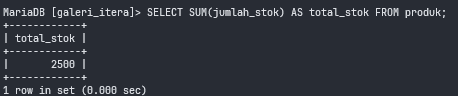 MariaDB [galeri_itera]> SELECT SUM(jumlah_stok) AS total_stok FROM produk;
+------------+
| total_stok |
+------------+
|       2500 |
+------------+
1 row in set (0.000 sec)